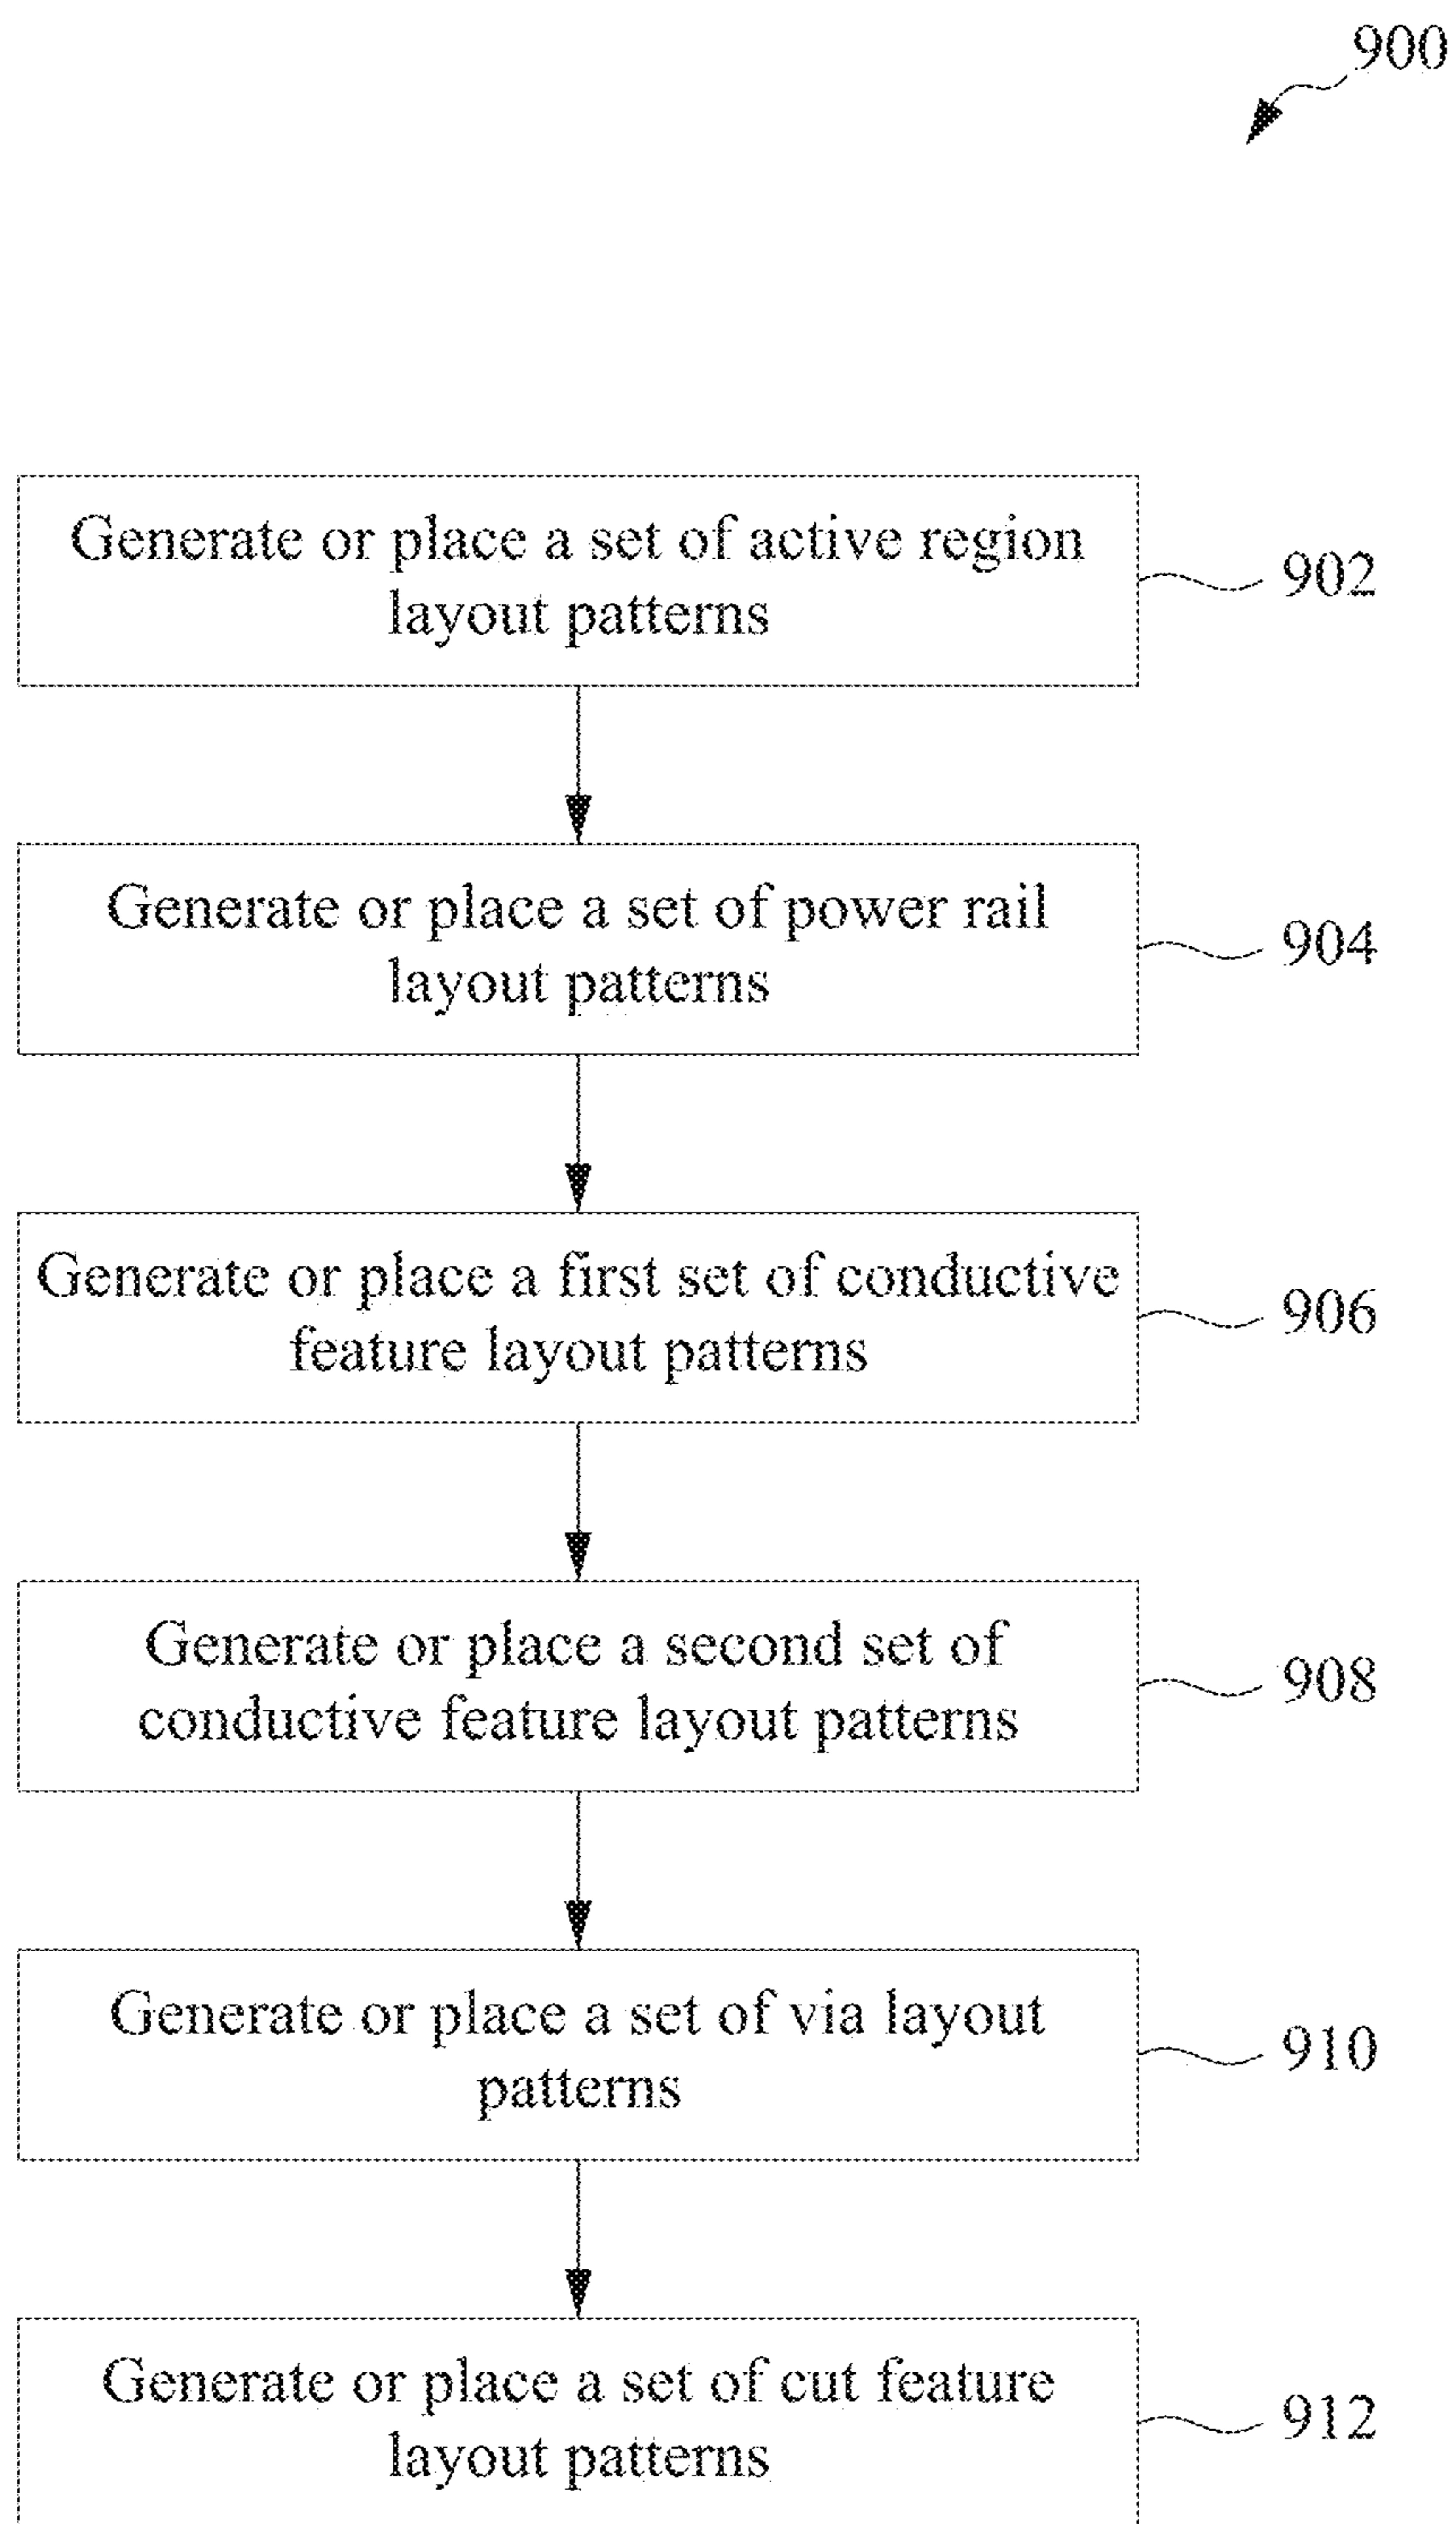 900
Generate or place a set of active region
layout patterns
902
Generate or place a set of power rail
layout patterns
904
Generate or place a first set of conductive
feature layout patterns
906
Generate or place a second set of
conductive feature layout patterns
908
Generate or place a set of via layout
patterns
910
Generate or place a set of cut feature
layout patterns
912